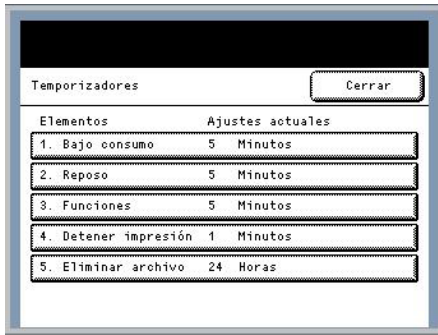 Temporizadores Cerrar
Elementos Ajustes actuales
1. Bajo consumo 5 Minutos
2. Reposo 5 Minutos
3. Funciones 5 Minutos
4. Detener impresión 1 Minutos
5. Eliminar archivo 24 Horas